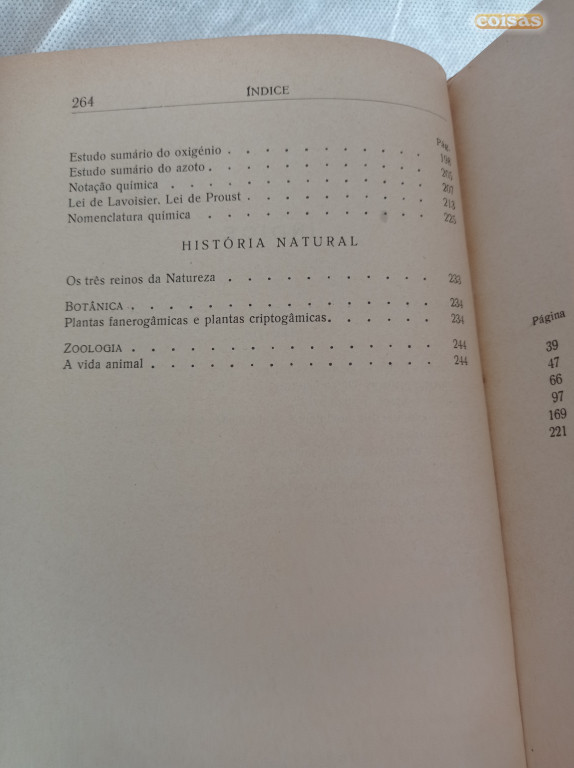 coisas
264 ÍNDICE
Pág.
Estudo sumário do oxigénio . . . . . . . . . . 198
Estudo sumário do azoto . . . . . . . . . . . 205
Notação química . . . . . . . . . . . . 207
Lei de Lavoisier. Lei de Proust . . . . . . . . . 213
Nomenclatura química . . . . . . . . . . . 225
HISTÓRIA NATURAL
Os três reinos da Natureza . . . . . . . . . . 233
BOTÂNICA . . . . . . . . . . . . . . 234
Plantas fanerogâmicas e plantas criptogâmicas. . . . . . 234
ZOOLOGIA . . . . . . . . . . . . . . 244
A vida animal . . . . . . . . . . . . . 244
Página
39
47
66
97
169
221